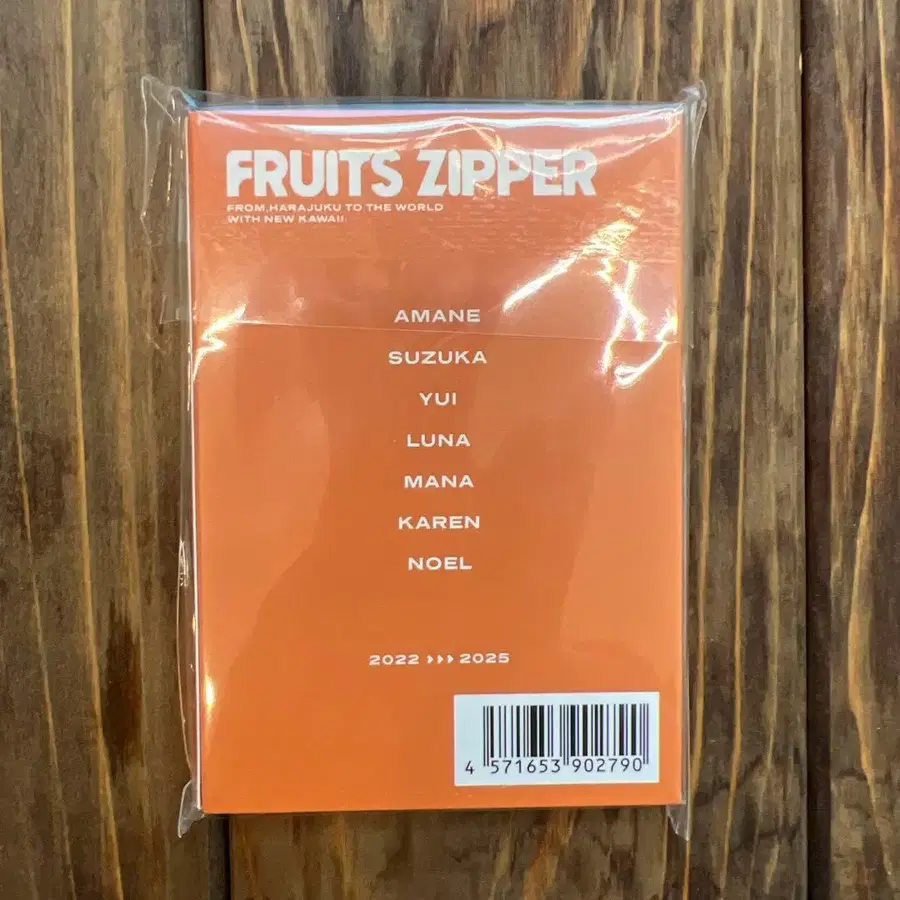 FRUITS ZIPPER
FROM HARAJUKU TO THE WORLD
WITH NEW KAWAII
AMANE
SUZUKA
YUI
LUNA
MANA
KAREN
NOEL
2022 >>> 2025
4 571653 902790